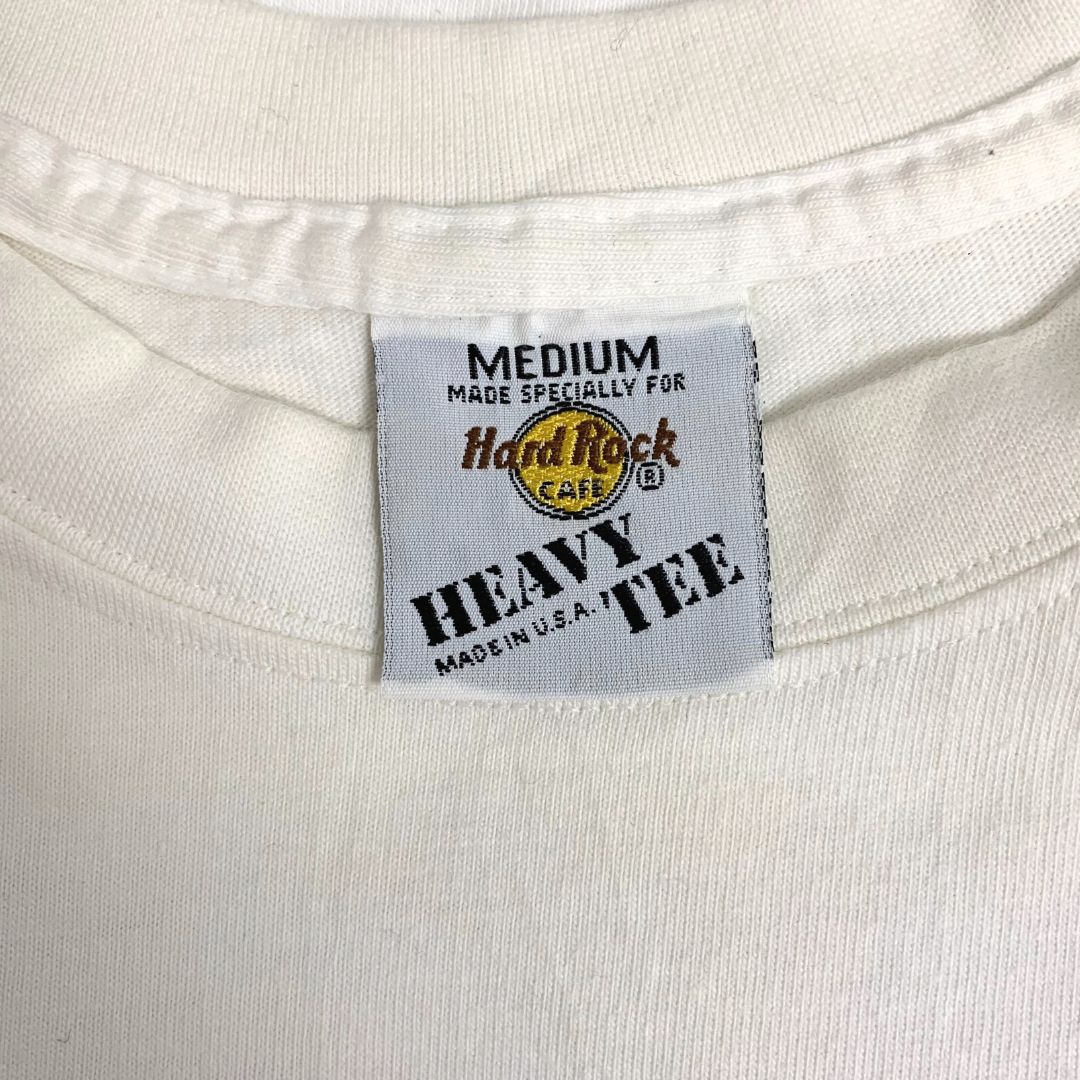 MEDIUM
MADE SPECIALLY FOR
Hard Rock
CAFE ®
HEAVY
TEE
MADE IN U.S.A.